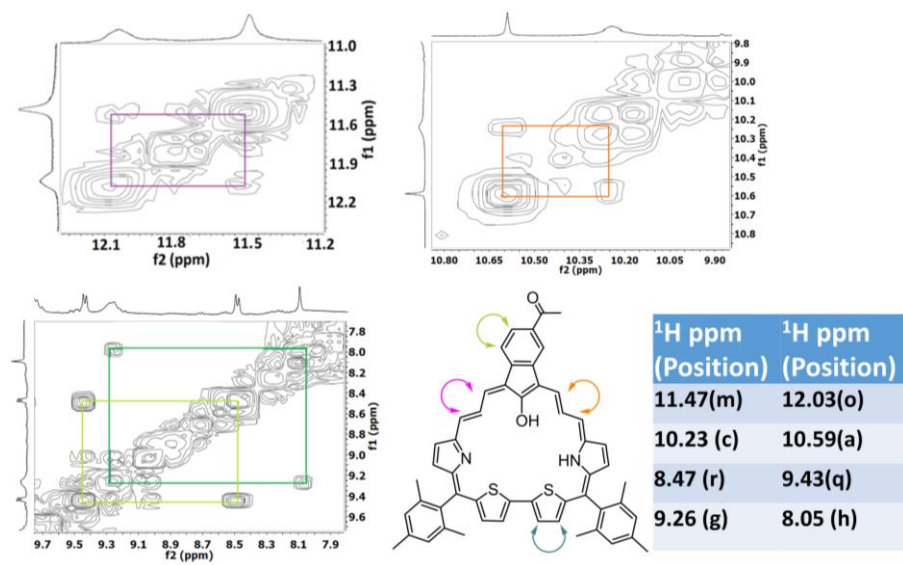 11.0
11.3
11.6
11.9
12.2
f1 (ppm)
12.1 11.8 11.5 11.2
f2 (ppm)
9.8
9.9
10.0
10.1
10.2
10.3
10.4
10.5
10.6
10.7
10.8
f1 (ppm)
10.80 10.65 10.50 10.35 10.20 10.05 9.90
f2 (ppm)
7.8
8.0
8.2
8.4
8.6
8.8
9.0
9.2
9.4
9.6
f1 (ppm)
9.7 9.5 9.3 9.1 8.9 8.7 8.5 8.3 8.1 7.9
f2 (ppm)
O
OH
N
HN
S
S
¹H ppm (Position)
¹H ppm (Position)
11.47(m) 12.03(o)
10.23 (c) 10.59(a)
8.47 (r) 9.43(q)
9.26 (g) 8.05 (h)